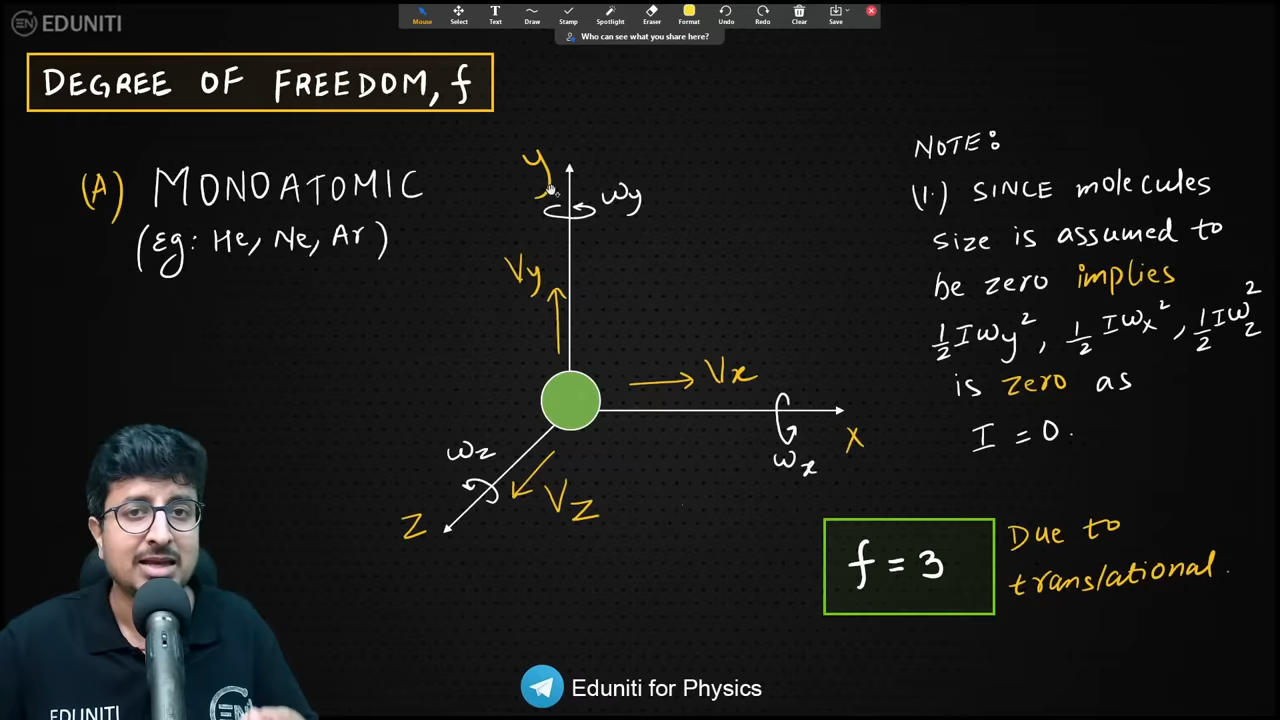 EDUNITI
Mouse Select Text Draw Stamp Spotlight Eraser Format Undo Redo Clear Save
Who can see what you share here?
DEGREE OF FREEDOM, f
(A) MONOATOMIC
(Eg: He, Ne, Ar)
y
ωy
Vy
Vx
X
ωx
ωz
Vz
Z
NOTE:
(1.) SINCE molecules
size is assumed to
be zero implies
1/2 Iωy², 1/2 Iωx², 1/2 Iωz²
is zero as
I = 0.
f = 3
Due to
translational.
EDUNITI
Eduniti for Physics